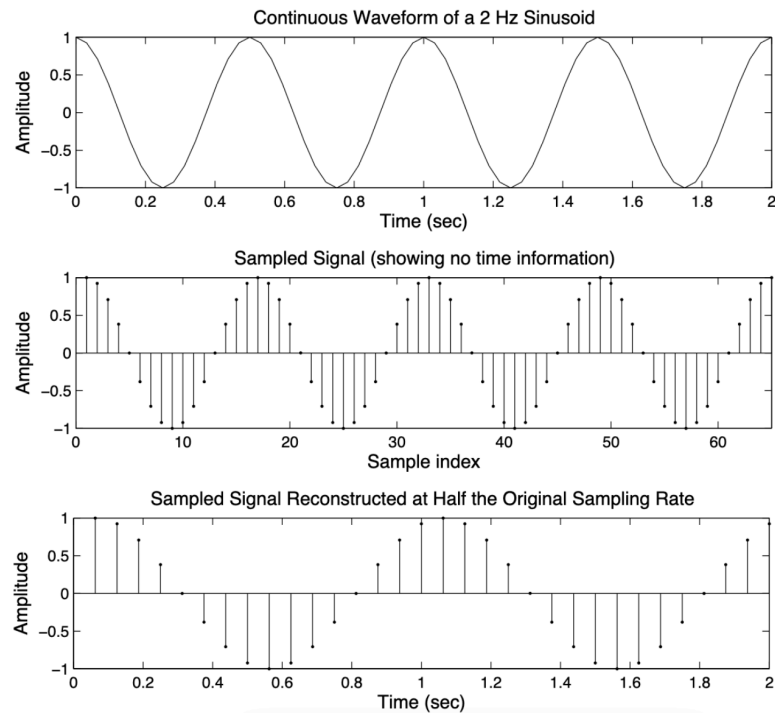 Continuous Waveform of a 2 Hz Sinusoid
1
0.5
0
−0.5
−1
Amplitude
0 0.2 0.4 0.6 0.8 1 1.2 1.4 1.6 1.8 2
Time (sec)
Sampled Signal (showing no time information)
1
0.5
0
−0.5
−1
Amplitude
0 10 20 30 40 50 60
Sample index
Sampled Signal Reconstructed at Half the Original Sampling Rate
1
0.5
0
−0.5
−1
Amplitude
0 0.2 0.4 0.6 0.8 1 1.2 1.4 1.6 1.8 2
Time (sec)